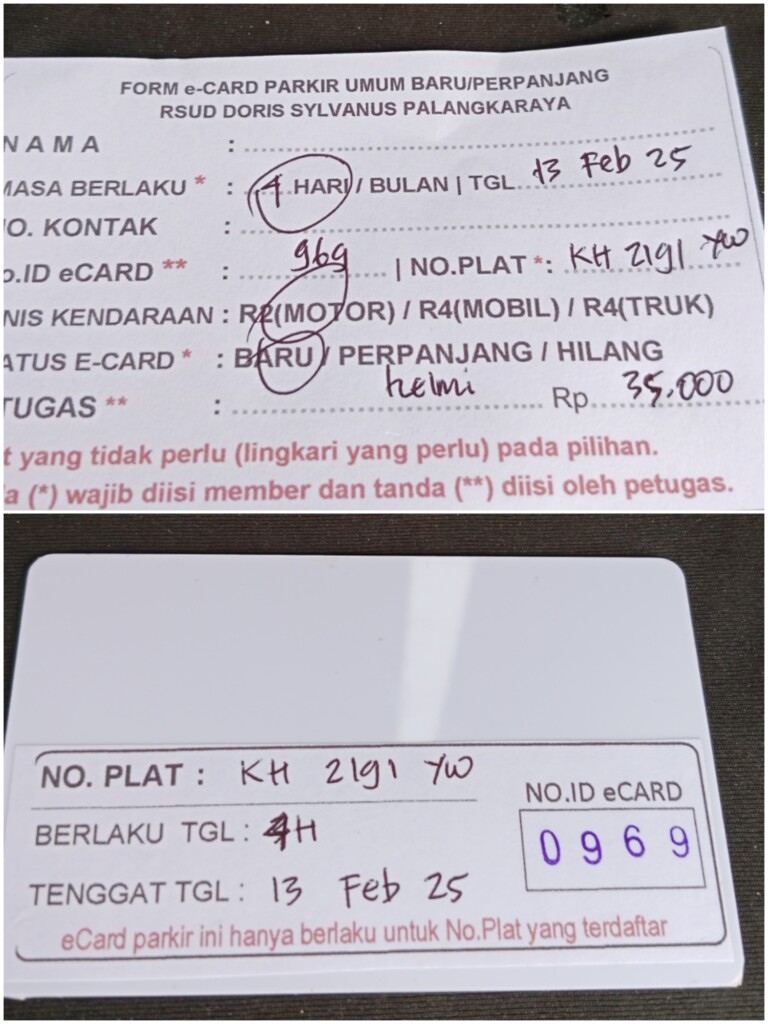 FORM e-CARD PARKIR UMUM BARU/PERPANJANG
RSUD DORIS SYLVANUS PALANGKARAYA
NAMA :
MASA BERLAKU * : 4 HARI / BULAN | TGL 13 Feb 25
O. KONTAK :
o.ID eCARD ** : 969 | NO.PLAT *: KH 2191 YW
NIS KENDARAAN : R2(MOTOR) / R4(MOBIL) / R4(TRUK)
ATUS E-CARD * : BARU / PERPANJANG / HILANG
TUGAS ** : helmi Rp 35.000
t yang tidak perlu (lingkari yang perlu) pada pilihan.
a (*) wajib diisi member dan tanda (**) diisi oleh petugas.
NO. PLAT : KH 2191 YW
NO.ID eCARD
BERLAKU TGL : 4H
0969
TENGGAT TGL : 13 Feb 25
eCard parkir ini hanya berlaku untuk No.Plat yang terdaftar